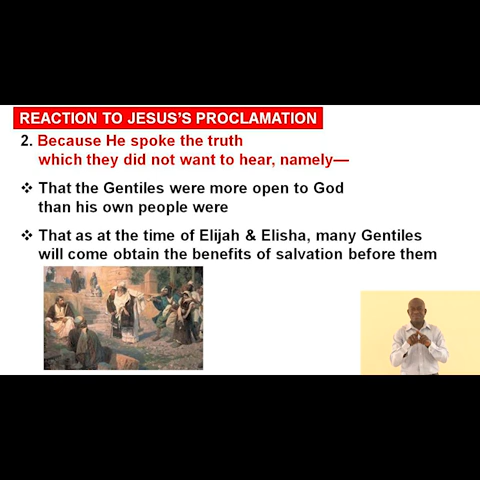 REACTION TO JESUS'S PROCLAMATION
2. Because He spoke the truth
which they did not want to hear, namely—
❖ That the Gentiles were more open to God
than his own people were
❖ That as at the time of Elijah & Elisha, many Gentiles
will come obtain the benefits of salvation before them